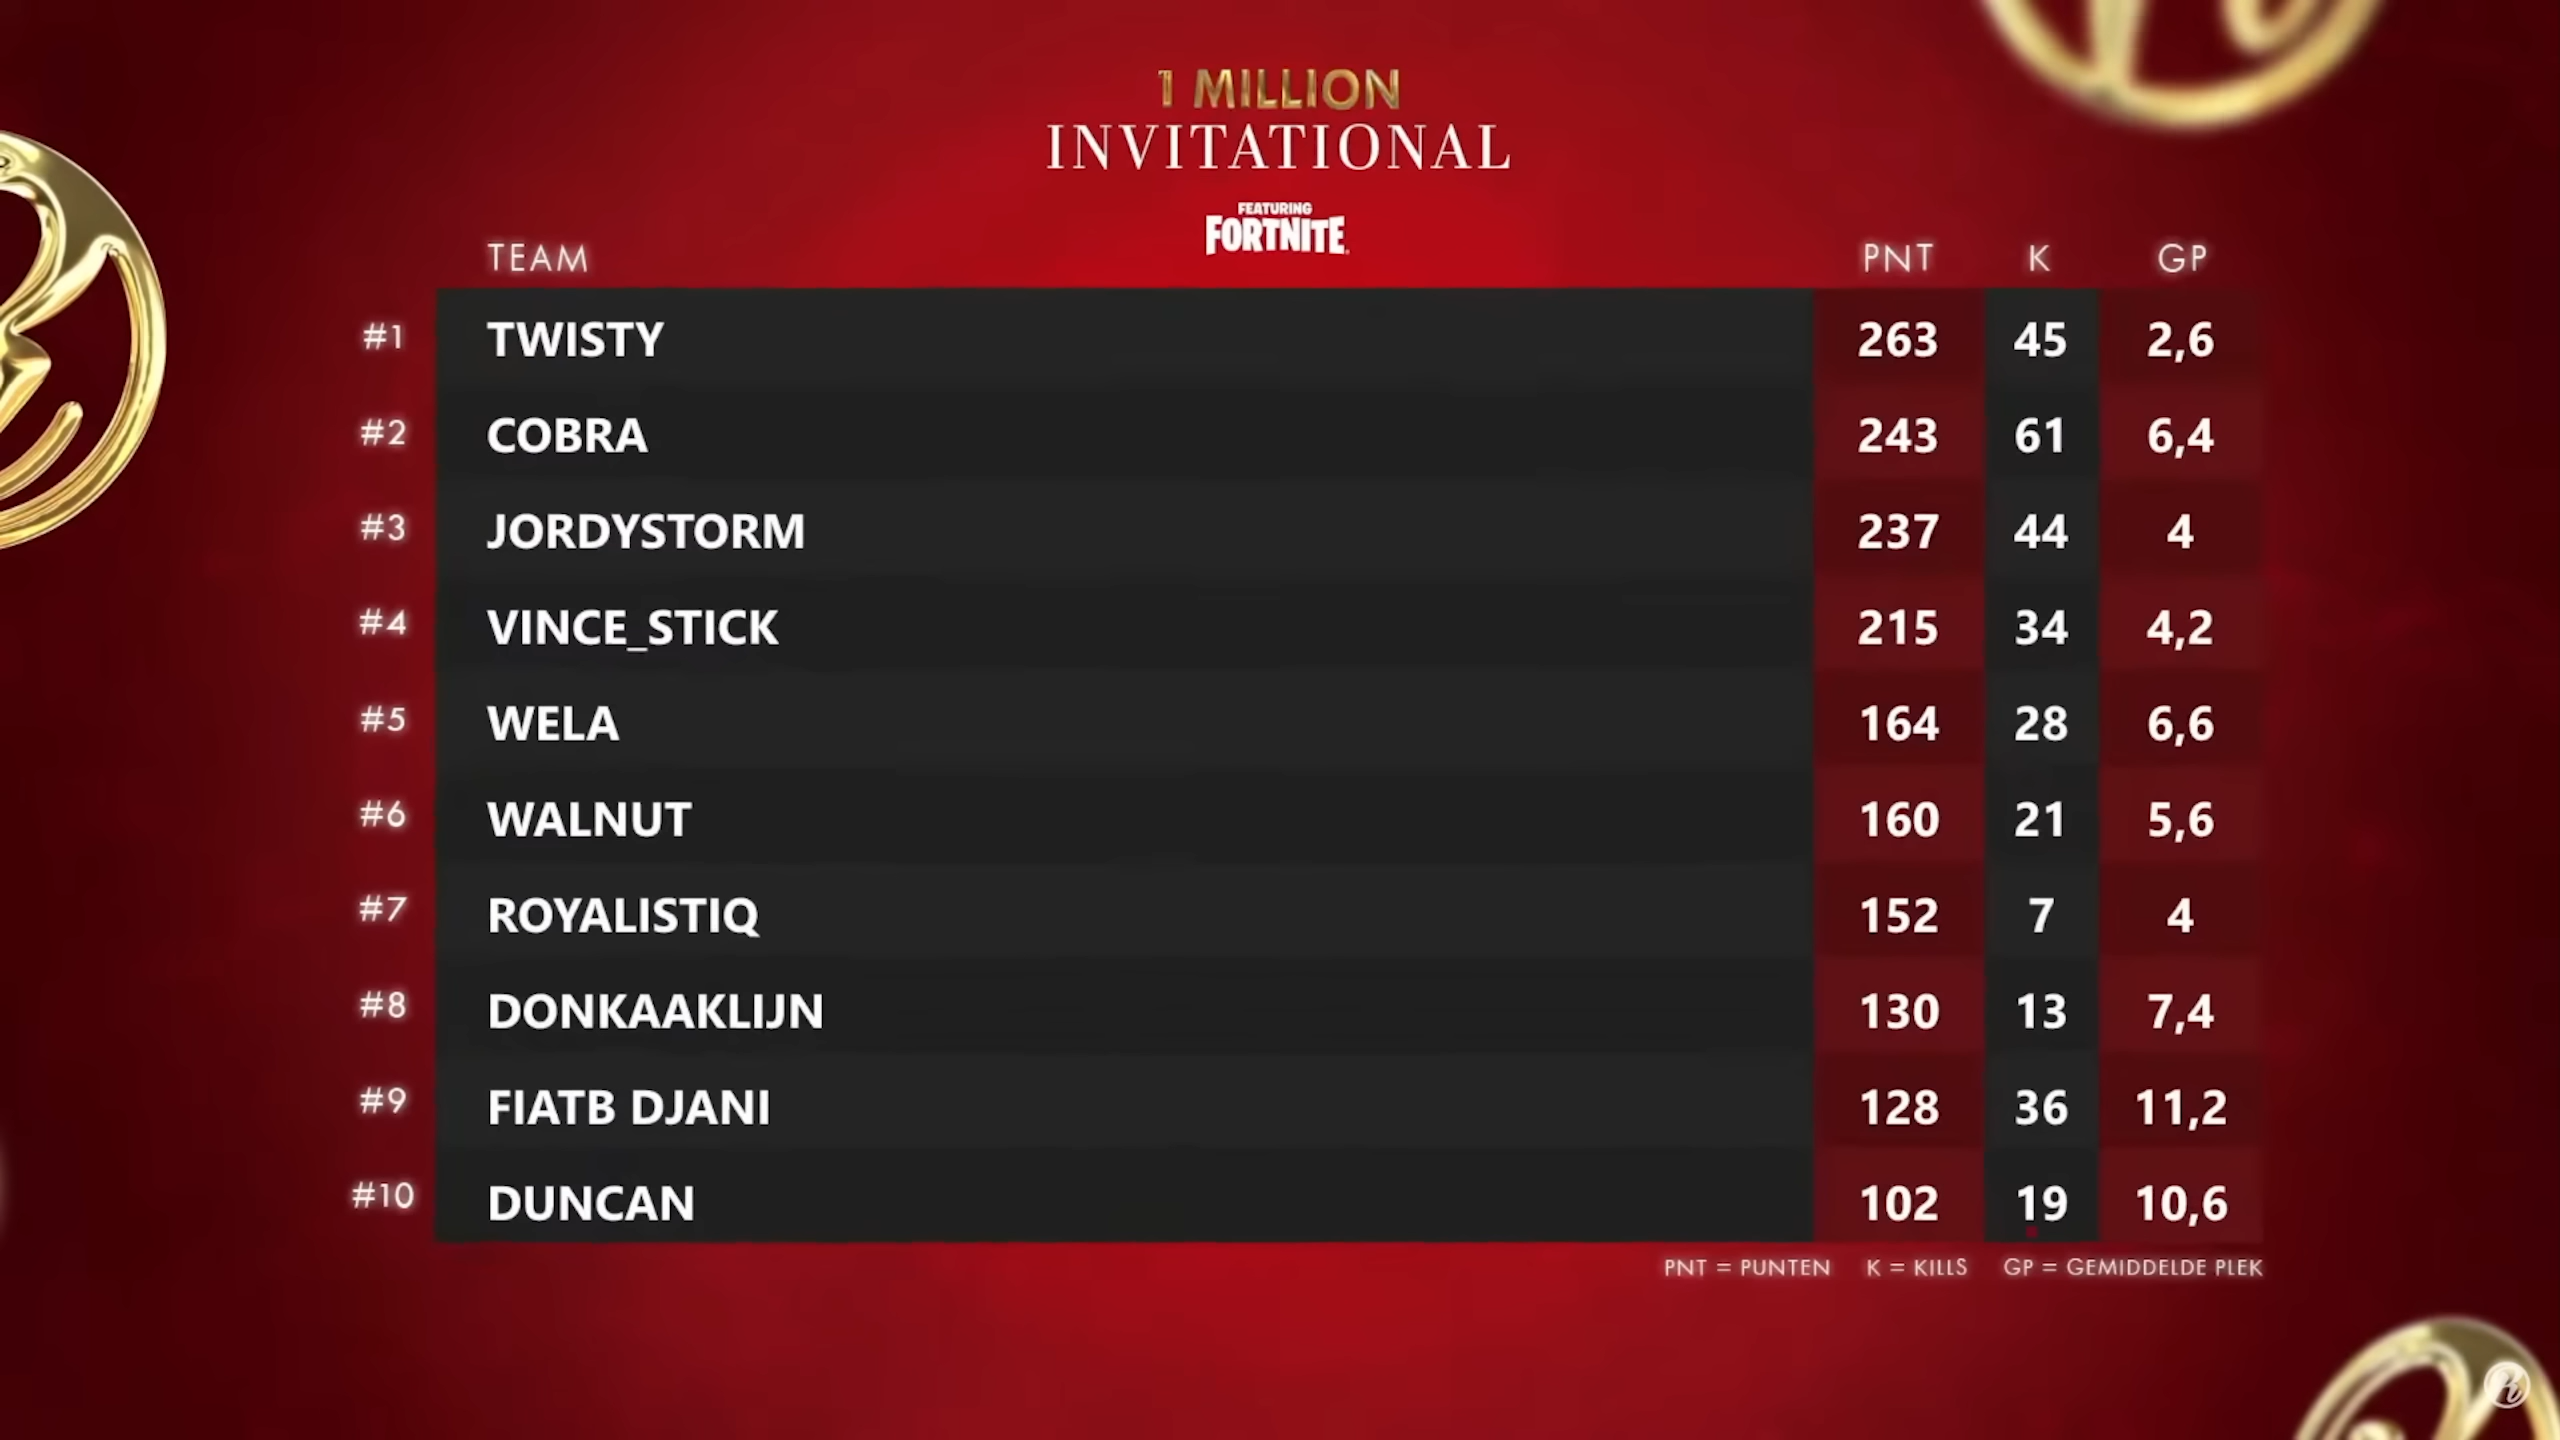 1 MILLION
INVITATIONAL
FEATURING
FORTNITE
TEAM PNT K GP
#1 TWISTY 263 45 2,6
#2 COBRA 243 61 6,4
#3 JORDYSTORM 237 44 4
#4 VINCE_STICK 215 34 4,2
#5 WELA 164 28 6,6
#6 WALNUT 160 21 5,6
#7 ROYALISTIQ 152 7 4
#8 DONKAAKLIJN 130 13 7,4
#9 FIATB DJANI 128 36 11,2
#10 DUNCAN 102 19 10,6
PNT = PUNTEN K = KILLS GP = GEMIDDELDE PLEK